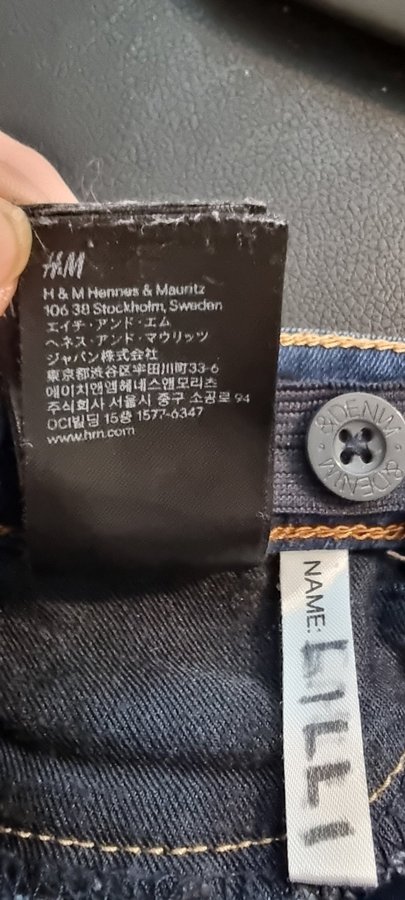 H&M
H & M Hennes & Mauritz
106 38 Stockholm, Sweden
エイチ・アンド・エム
ヘネス・アンド・マウリッツ
ジャパン株式会社
東京都渋谷区宇田川町33-6
에이치앤엠헤네스앤모리츠
주식회사 서울시 중구 소공로 94
OCI빌딩 15층 1577-6347
www.hm.com
&DENIM
&DENIM
NAME: LILLI